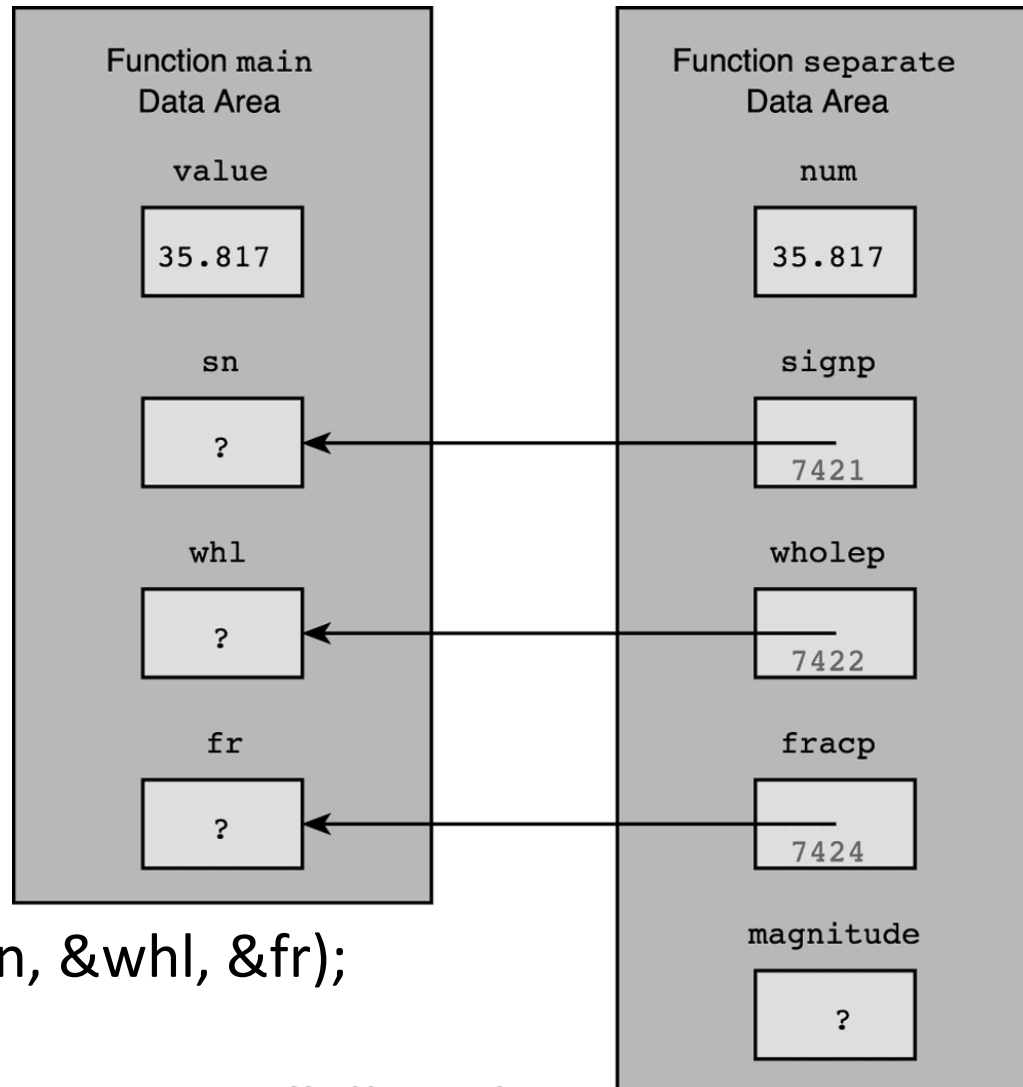 Function main
Data Area
value
35.817
sn
?
whl
?
fr
?
Function separate
Data Area
num
35.817
signp
7421
wholep
7422
fracp
7424
magnitude
?
n, &whl, &fr);